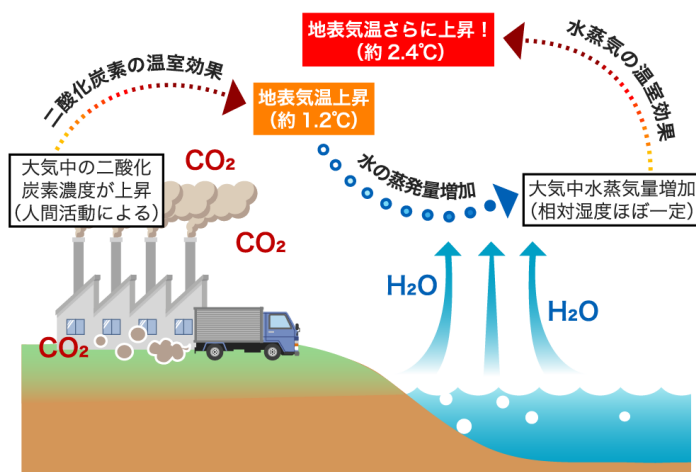 地表気温さらに上昇！
（約 2.4℃）
水蒸気の温室効果
二酸化炭素の温室効果
地表気温上昇
（約 1.2℃）
大気中の二酸化
炭素濃度が上昇
（人間活動による）
CO₂
水の蒸発量増加
大気中水蒸気量増加
（相対湿度ほぼ一定）
CO₂
H₂O
H₂O
CO₂